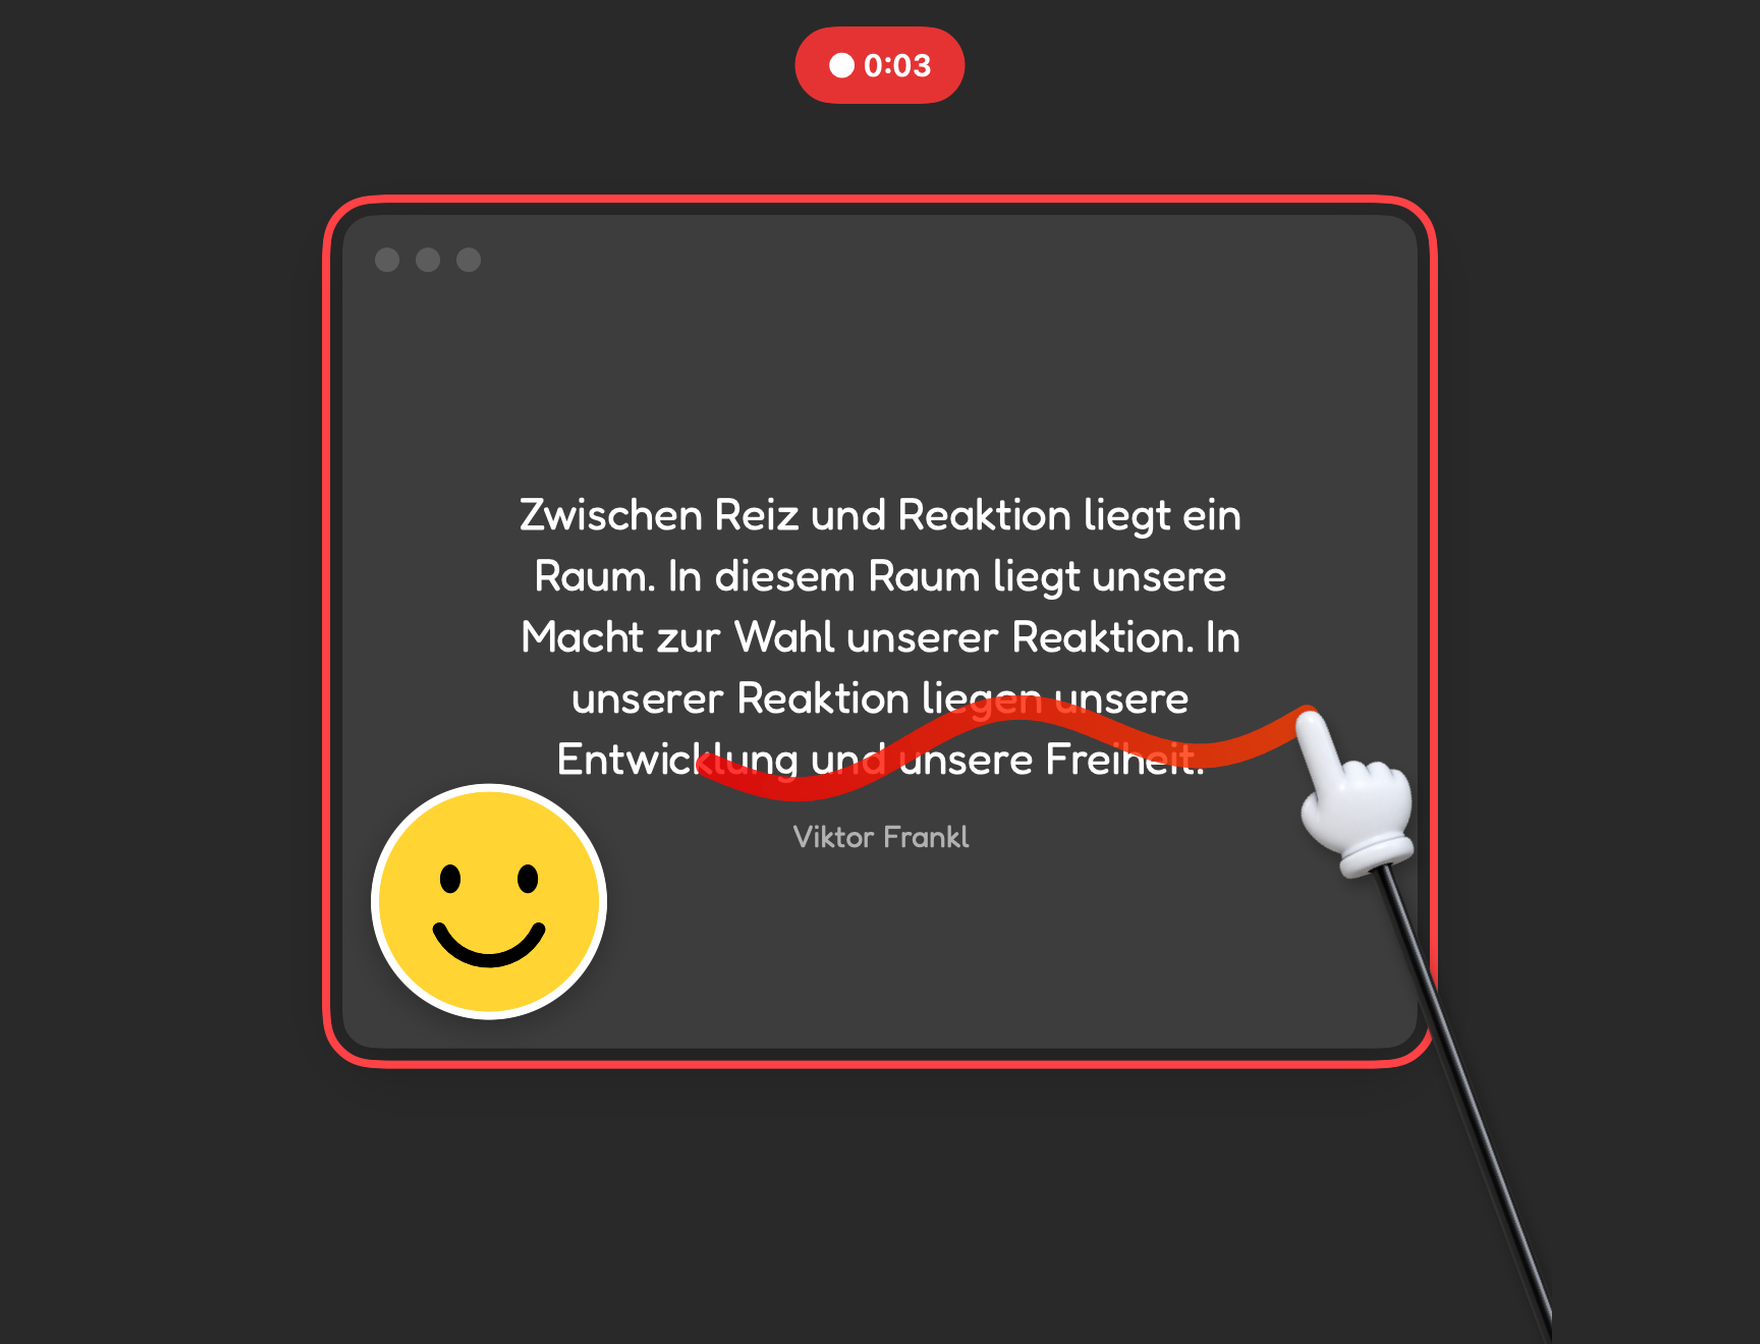 0:03
Zwischen Reiz und Reaktion liegt ein
Raum. In diesem Raum liegt unsere
Macht zur Wahl unserer Reaktion. In
unserer Reaktion liegen unsere
Entwicklung und unsere Freiheit.
Viktor Frankl